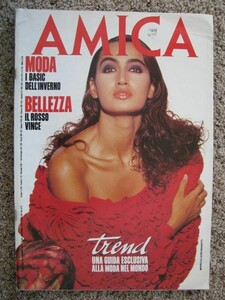 AMICA
MODA
I BASIC
DELL'INVERNO
BELLEZZA
IL ROSSO
VINCE
trend
UNA GUIDA ESCLUSIVA
ALLA MODA NEL MONDO